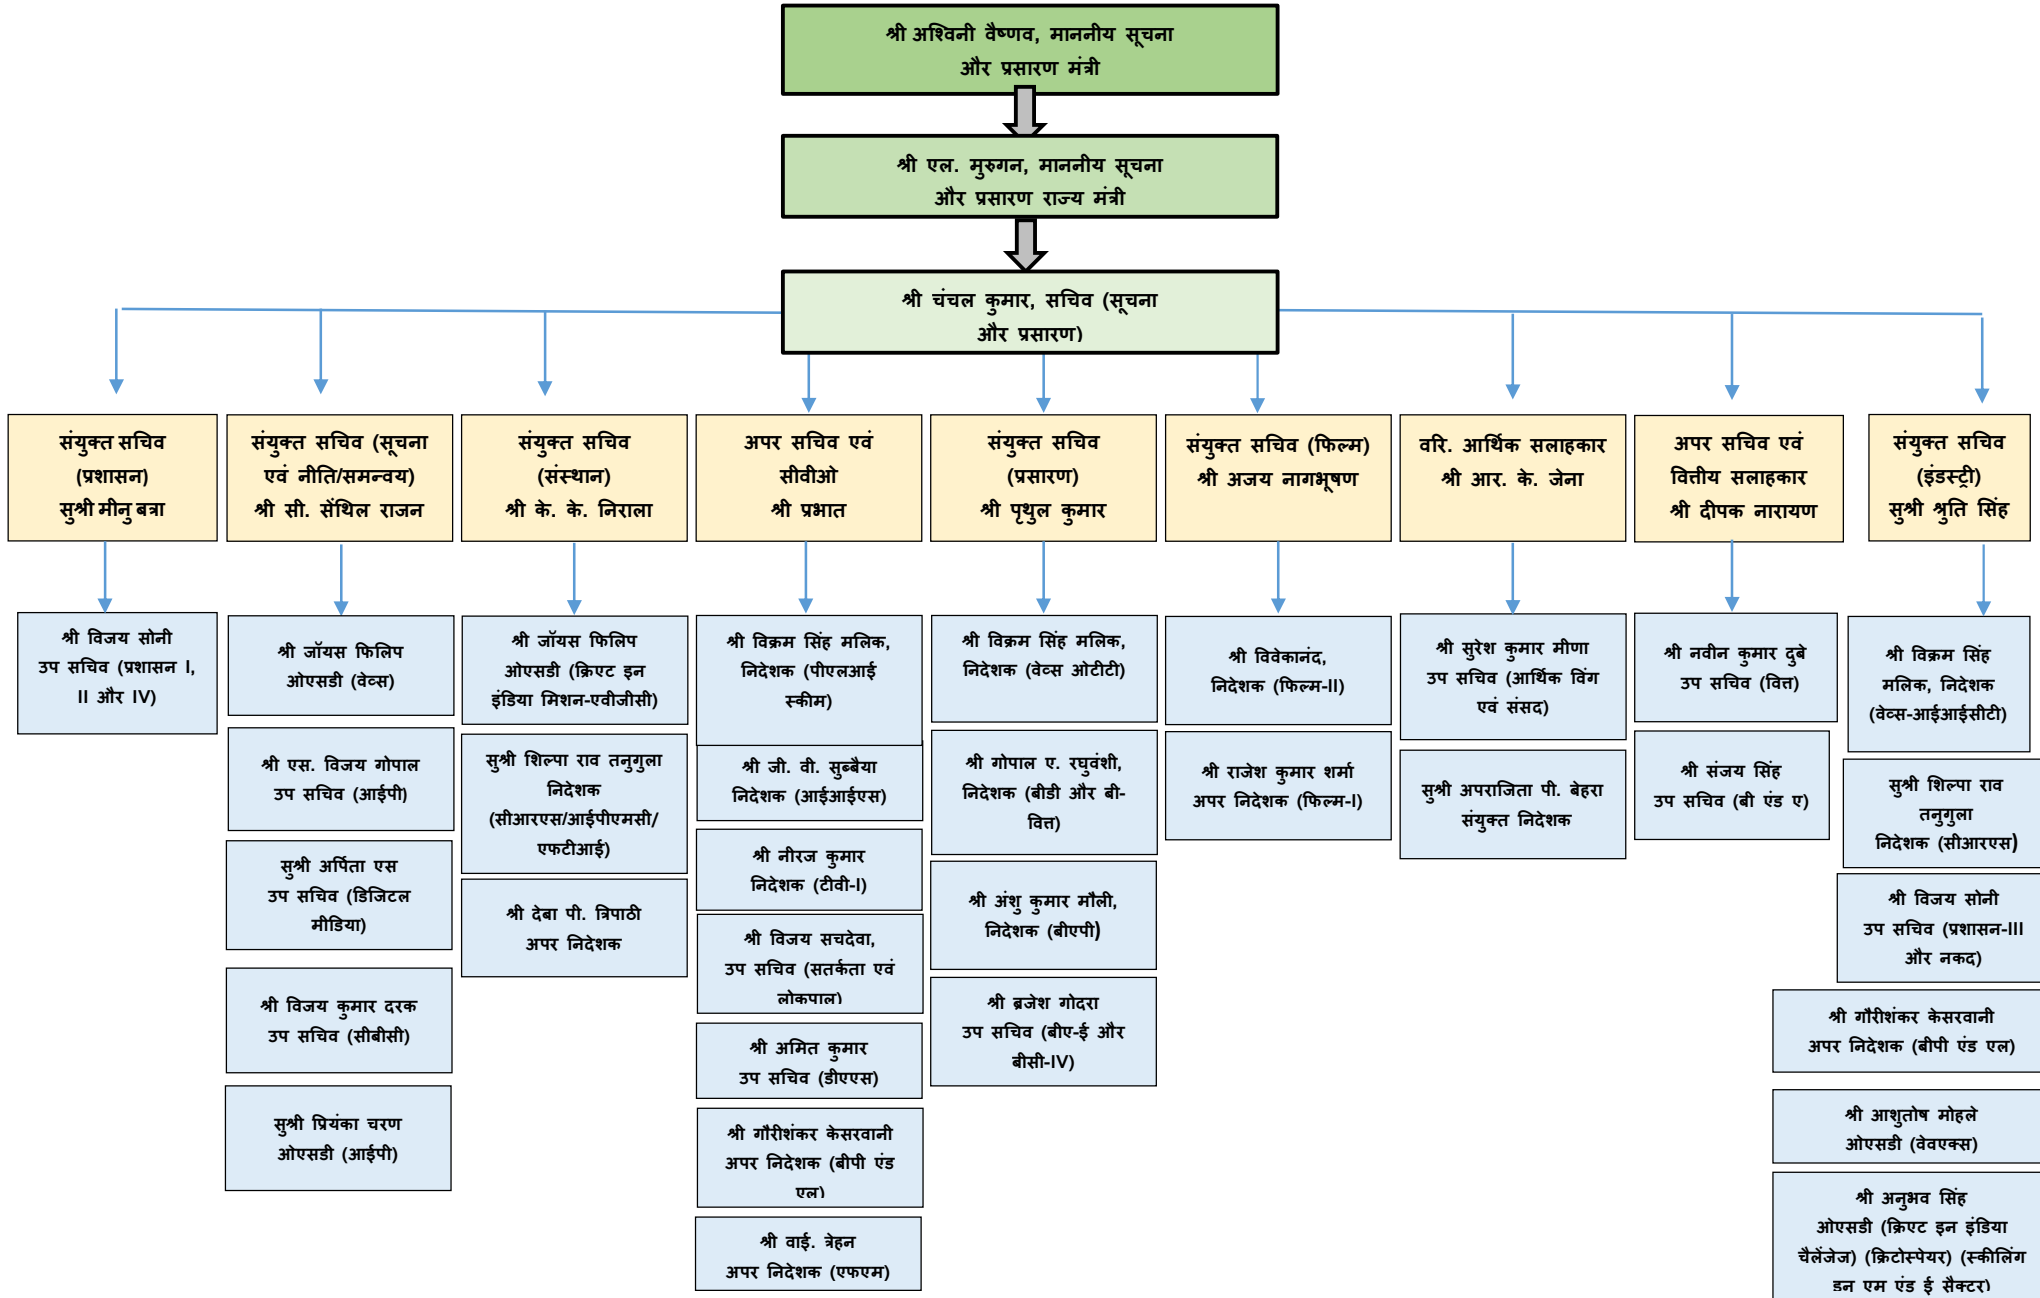 श्री अश्विनी वैष्णव, माननीय सूचना
और प्रसारण मंत्री
श्री एल. मुरुगन, माननीय सूचना
और प्रसारण राज्य मंत्री
श्री चंचल कुमार, सचिव (सूचना
और प्रसारण)
संयुक्त सचिव
(प्रशासन)
सुश्री मीनु बत्रा
संयुक्त सचिव (सूचना
एवं नीति/समन्वय)
श्री सी. सेंथिल राजन
संयुक्त सचिव
(संस्थान)
श्री के. के. निराला
अपर सचिव एवं
सीवीओ
श्री प्रभात
संयुक्त सचिव
(प्रसारण)
श्री पृथुल कुमार
संयुक्त सचिव (फिल्म)
श्री अजय नागभूषण
वरि. आर्थिक सलाहकार
श्री आर. के. जेना
अपर सचिव एवं
वित्तीय सलाहकार
श्री दीपक नारायण
संयुक्त सचिव
(इंडस्ट्री)
सुश्री श्रुति सिंह
श्री विजय सोनी
उप सचिव (प्रशासन I,
II और IV)
श्री जॉयस फिलिप
ओएसडी (वेव्स)
श्री एस. विजय गोपाल
उप सचिव (आईपी)
सुश्री अर्पिता एस
उप सचिव (डिजिटल
मीडिया)
श्री विजय कुमार दरक
उप सचिव (सीबीसी)
सुश्री प्रियंका चरण
ओएसडी (आईपी)
श्री जॉयस फिलिप
ओएसडी (क्रिएट इन
इंडिया मिशन-एवीजीसी)
सुश्री शिल्पा राव तनुगुला
निदेशक
(सीआरएस/आईपीएमसी/
एफटीआई)
श्री देबा पी. त्रिपाठी
अपर निदेशक
श्री विक्रम सिंह मलिक,
निदेशक (पीएलआई
स्कीम)
श्री जी. वी. सुब्बैया
निदेशक (आईआईएस)
श्री नीरज कुमार
निदेशक (टीवी-I)
श्री विजय सचदेवा,
उप सचिव (सतर्कता एवं
लोकपाल)
श्री अमित कुमार
उप सचिव (डीएएस)
श्री गौरीशंकर केसरवानी
अपर निदेशक (बीपी एंड
एल)
श्री वाई. त्रेहन
अपर निदेशक (एफएम)
श्री विक्रम सिंह मलिक,
निदेशक (वेव्स ओटीटी)
श्री गोपाल ए. रघुवंशी,
निदेशक (बीडी और बी-
वित्त)
श्री अंशु कुमार मौली,
निदेशक (बीएपी)
श्री ब्रजेश गोदरा
उप सचिव (बीए-ई और
बीसी-IV)
श्री विवेकानंद,
निदेशक (फिल्म-II)
श्री राजेश कुमार शर्मा
अपर निदेशक (फिल्म-I)
श्री सुरेश कुमार मीणा
उप सचिव (आर्थिक विंग
एवं संसद)
सुश्री अपराजिता पी. बेहरा
संयुक्त निदेशक
श्री नवीन कुमार दुबे
उप सचिव (वित्त)
श्री संजय सिंह
उप सचिव (बी एंड ए)
श्री विक्रम सिंह
मलिक, निदेशक
(वेव्स-आईआईसीटी)
सुश्री शिल्पा राव
तनुगुला
निदेशक (सीआरएस)
श्री विजय सोनी
उप सचिव (प्रशासन-III
और नकद)
श्री गौरीशंकर केसरवानी
अपर निदेशक (बीपी एंड एल)
श्री आशुतोष मोहले
ओएसडी (वेवएक्स)
श्री अनुभव सिंह
ओएसडी (क्रिएट इन इंडिया
चैलेंजेज) (क्रिटोस्पेयर) (स्कीलिंग
इन एम एंड ई सैक्टर)